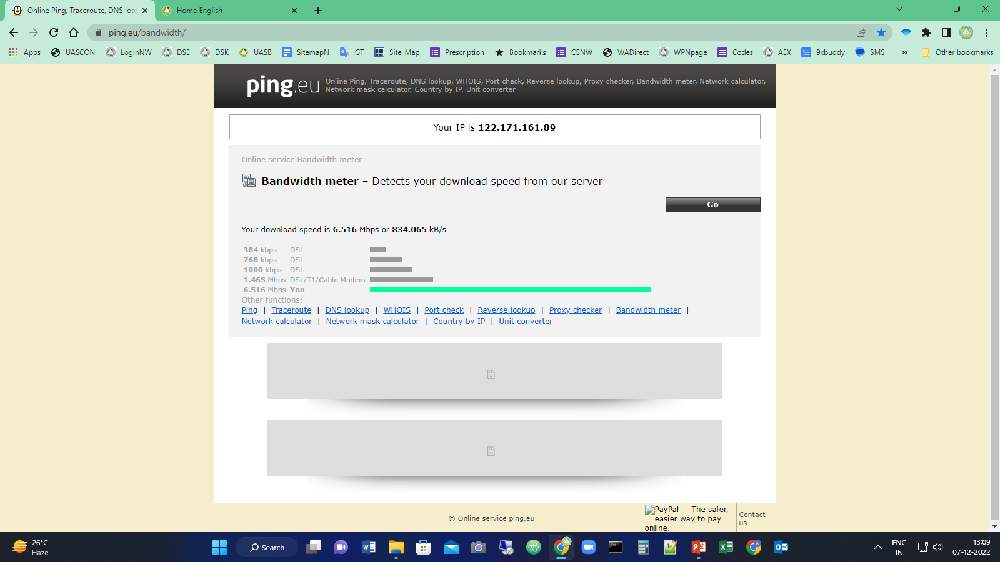 Online Ping, Traceroute, DNS loo
Home English
ping.eu/bandwidth/
Apps UASCON LoginNW DSE DSK UASB SitemapN GT Site_Map Prescription Bookmarks CSNW WADirect WPNpage Codes AEX 9xbuddy SMS » Other bookmarks
ping.eu
Online Ping, Traceroute, DNS lookup, WHOIS, Port check, Reverse lookup, Proxy checker, Bandwidth meter, Network calculator,
Network mask calculator, Country by IP, Unit converter
Your IP is 122.171.161.89
Online service Bandwidth meter
Bandwidth meter – Detects your download speed from our server
Go
Your download speed is 6.516 Mbps or 834.065 kB/s
384 kbps DSL
768 kbps DSL
1000 kbps DSL
1.465 Mbps DSL/T1/Cable Modem
6.516 Mbps You
Other functions:
Ping | Traceroute | DNS lookup | WHOIS | Port check | Reverse lookup | Proxy checker | Bandwidth meter |
Network calculator | Network mask calculator | Country by IP | Unit converter
© Online service ping.eu
PayPal — The safer,
easier way to pay
online.
Contact
us
26°C
Haze
Search
ENG
IN
13:09
07-12-2022